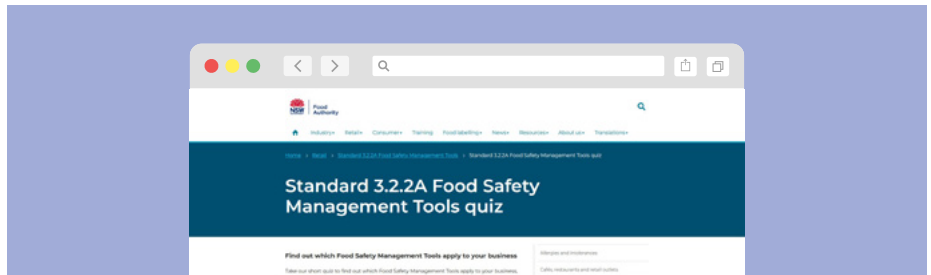 NSW
Food
Authority
Industry Retail Consumer Training Food labelling News Resources About us Translations
Home > Retail > Standard 3.2.2A Food Safety Management Tools > Standard 3.2.2A Food Safety Management Tools quiz
Standard 3.2.2A Food Safety
Management Tools quiz
Find out which Food Safety Management Tools apply to your business
Allergies and intolerances
Take our short quiz to find out which Food Safety Management Tools apply to your business.
Cafes, restaurants and retail outlets